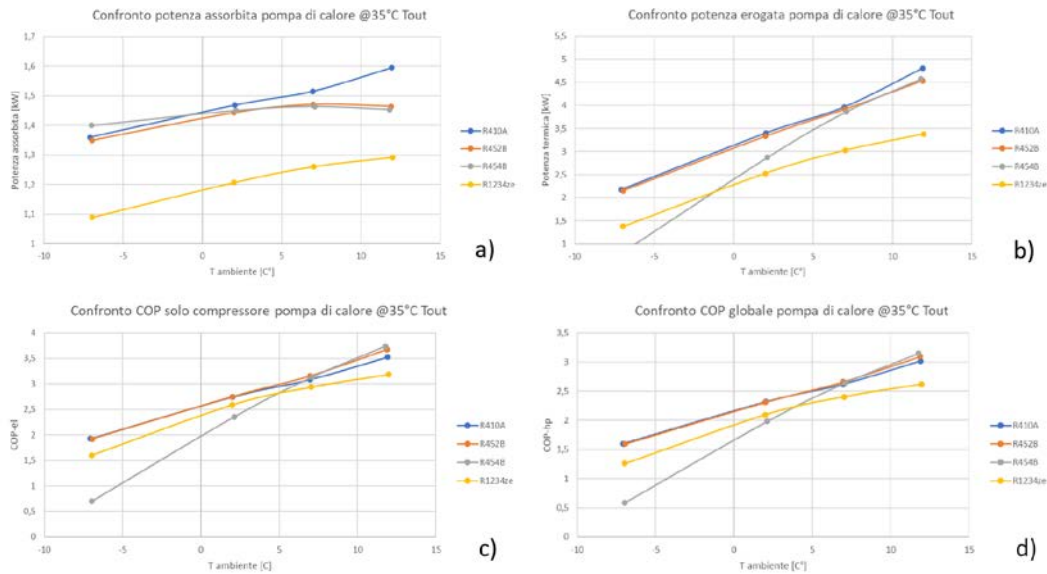 Confronto potenza assorbita pompa di calore @35°C Tout
1,7
1,6
1,5
1,4
1,3
1,2
1,1
1
Potenza assorbita [kW]
-10
-5
0
5
10
15
T ambiente [C°]
R410A
R452B
R454B
R1234ze
a)
Confronto potenza erogata pompa di calore @35°C Tout
5,5
5
4,5
4
3,5
3
2,5
2
1,5
1
Potenza termica [kW]
-10
-5
0
5
10
15
T ambiente [C°]
R410A
R452B
R454B
R1234ze
b)
Confronto COP solo compressore pompa di calore @35°C Tout
4
3,5
3
2,5
2
1,5
1
0,5
0
COP-el
-10
-5
0
5
10
15
T ambiente [C]
R410A
R452B
R454B
R1234ze
c)
Confronto COP globale pompa di calore @35°C Tout
3,5
3
2,5
2
1,5
1
0,5
0
COP-hp
-10
-5
0
5
10
15
T ambiente [C°]
R410A
R452B
R454B
R1234ze
d)